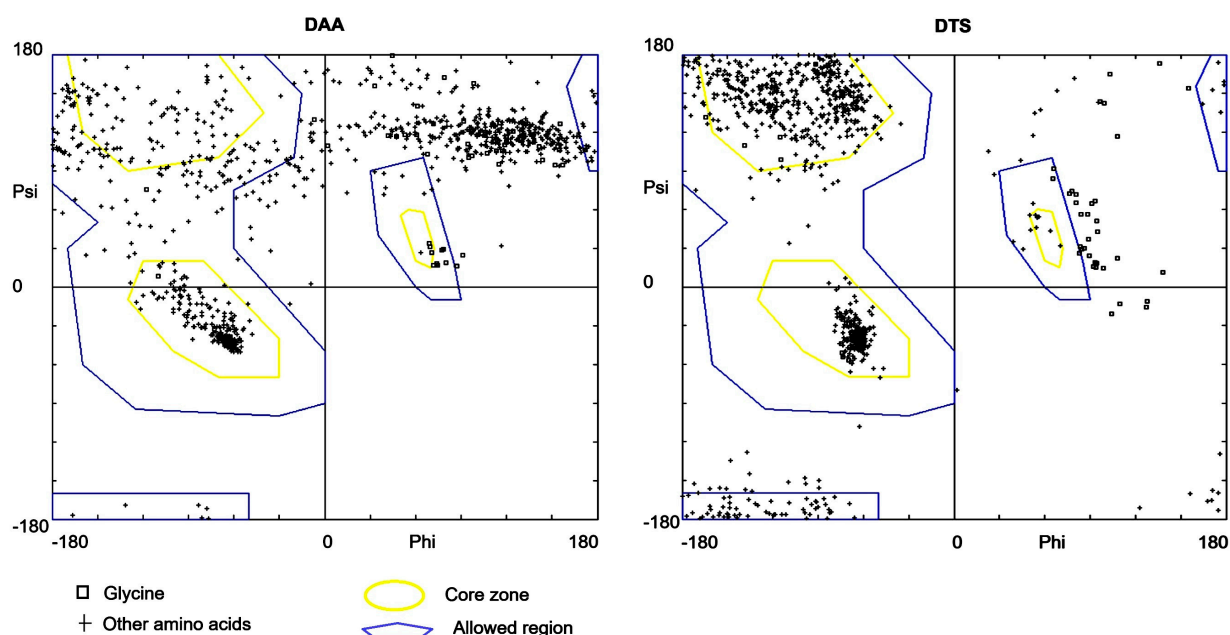 DAA DTS
180 180
Psi Psi
0 0
-180 -180
-180 0 Phi 180 -180 0 Phi 180
Glycine Core zone
Other amino acids Allowed region